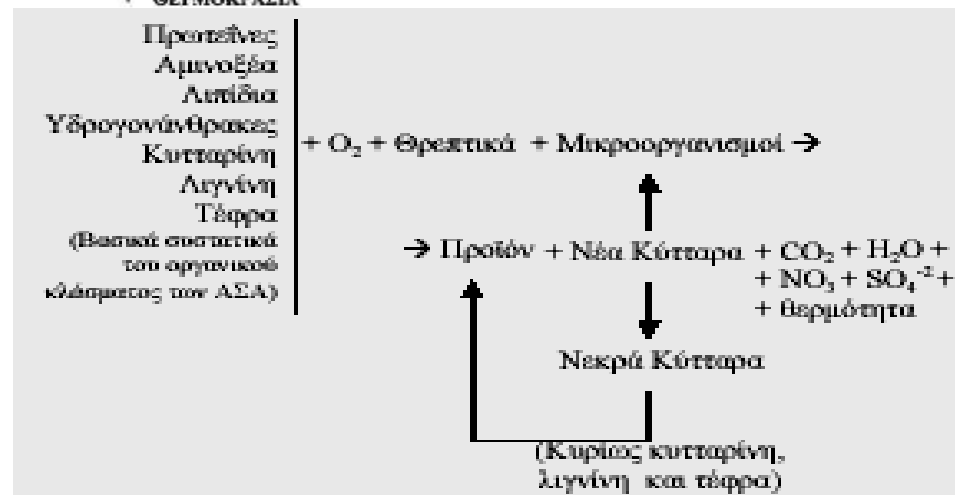 ΘΕΡΜΟΚΡΑΣΙΑ
Πρωτεΐνες
Αμινοξέα
Λιπίδια
Υδρογονάνθρακες
Κυτταρίνη
Λιγνίνη
Τέφρα
(Βασικά συστατικά
του οργανικού
κλάσματος των ΑΣΑ)
+ O₂ + Θρεπτικά + Μικροοργανισμοί →
→ Προϊόν + Νέα Κύτταρα + CO₂ + H₂O +
+ NO₃ + SO₄⁻² +
+ θερμότητα
Νεκρά Κύτταρα
(Κυρίως κυτταρίνη,
λιγνίνη και τέφρα)